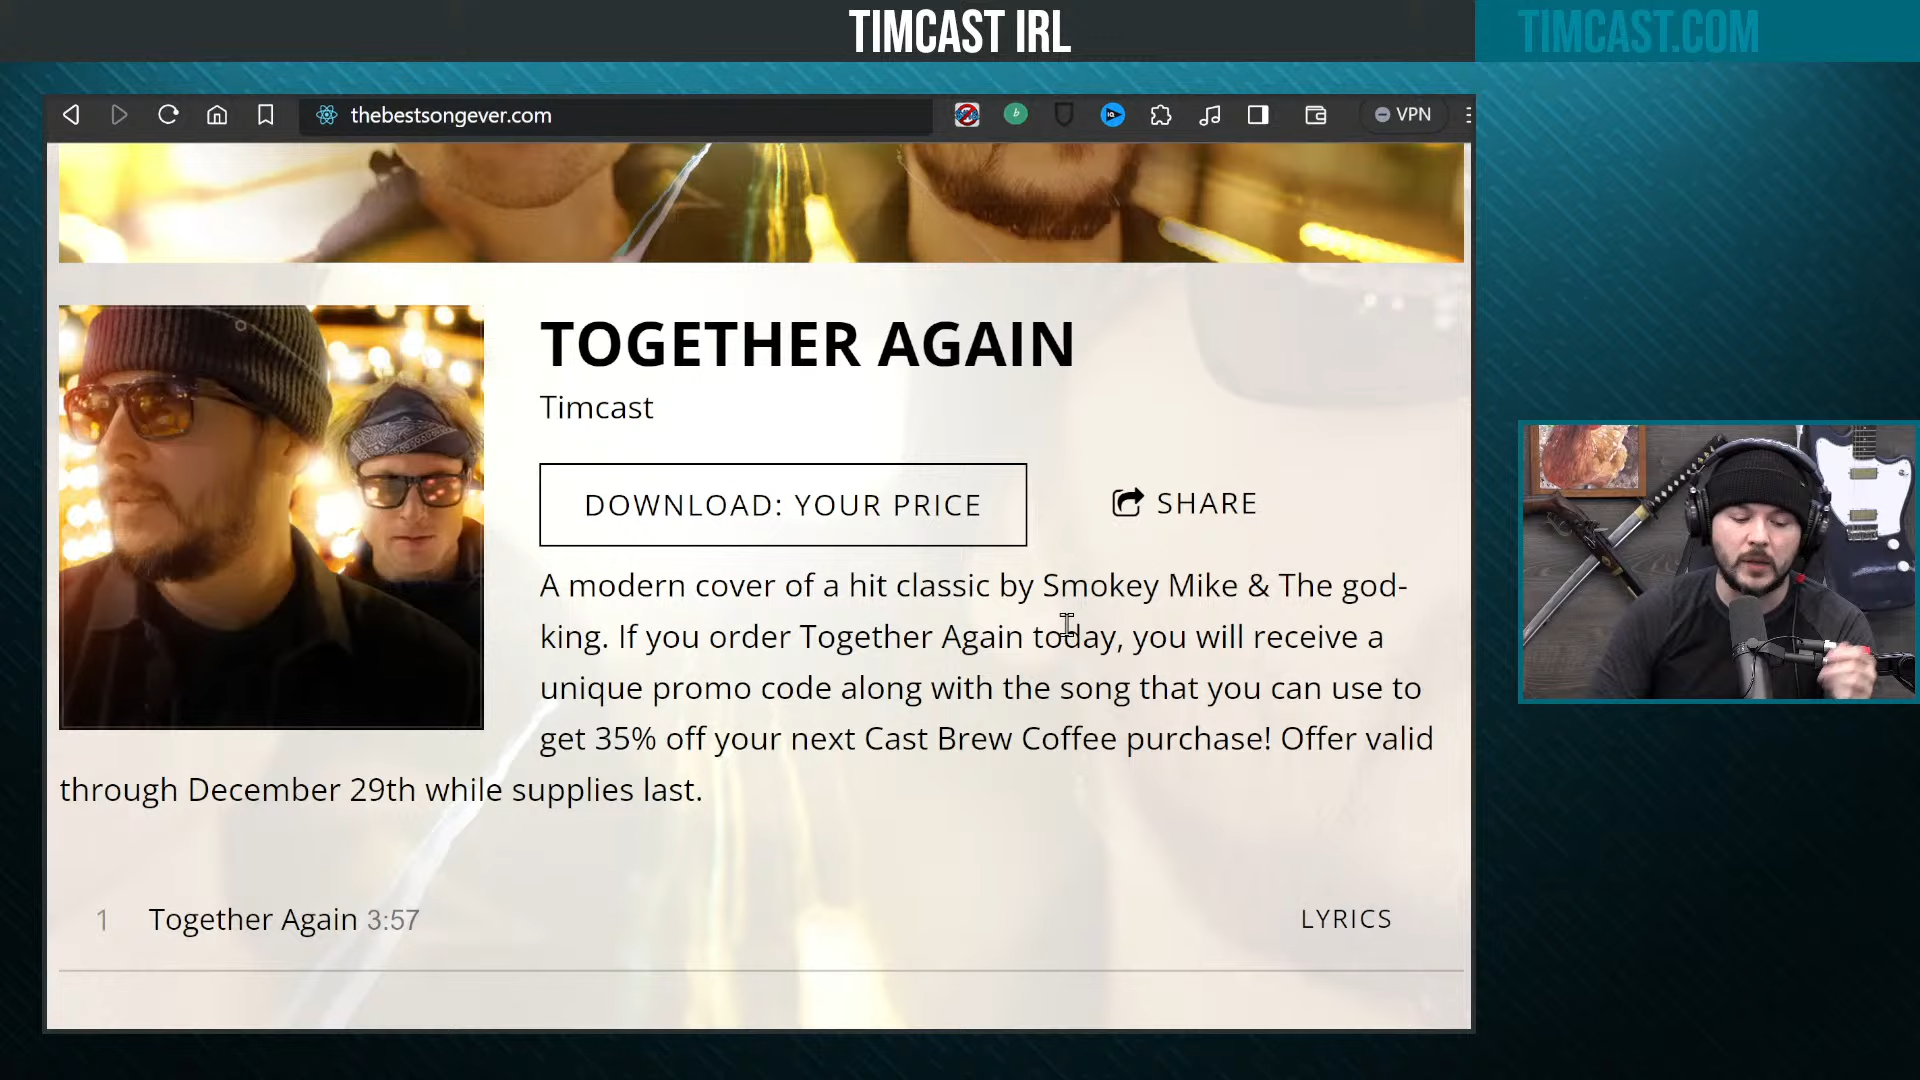 TIMCAST IRL
TIMCAST.COM
thebestsongever.com
VPN
TOGETHER AGAIN
Timcast
DOWNLOAD: YOUR PRICE
SHARE
A modern cover of a hit classic by Smokey Mike & The god-
king. If you order Together Again today, you will receive a
unique promo code along with the song that you can use to
get 35% off your next Cast Brew Coffee purchase! Offer valid
through December 29th while supplies last.
1 Together Again 3:57
LYRICS